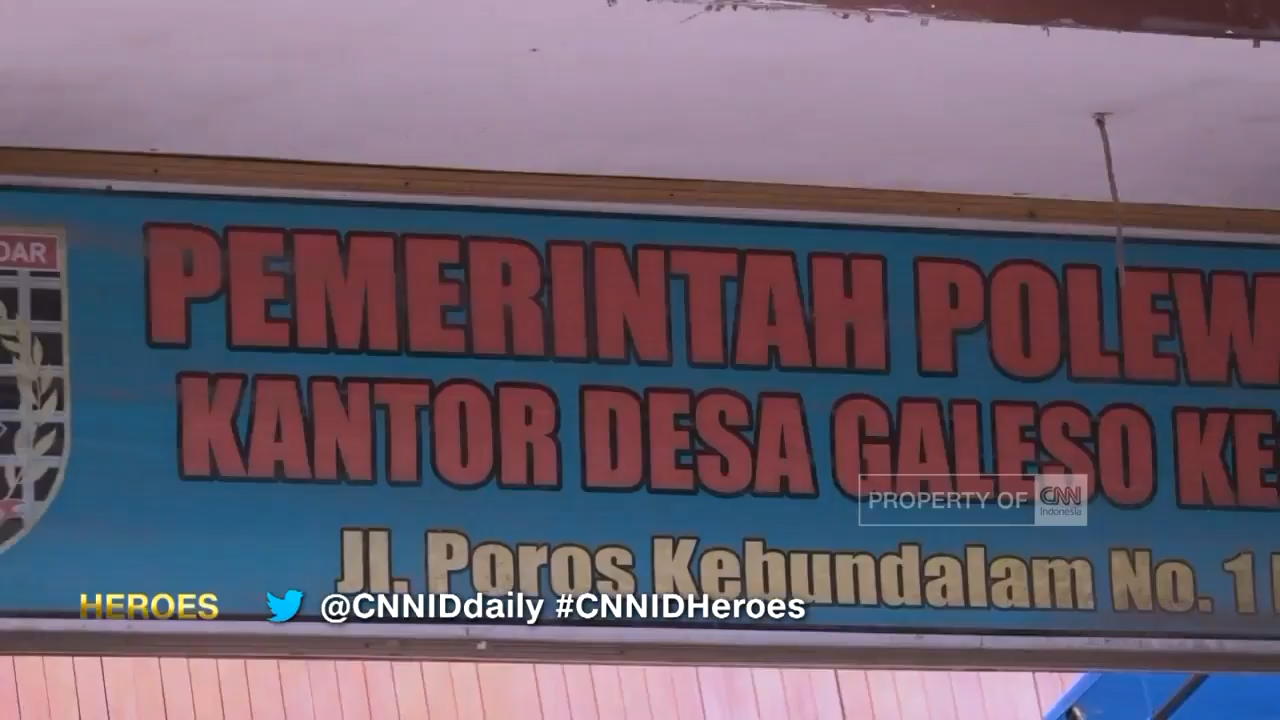 DAR
PEMERINTAH POLEW
KANTOR DESA GALESO KE
Jl. Poros Kebundalam No. 1
PROPERTY OF CNN Indonesia
HEROES @CNNIDdaily #CNNIDHeroes